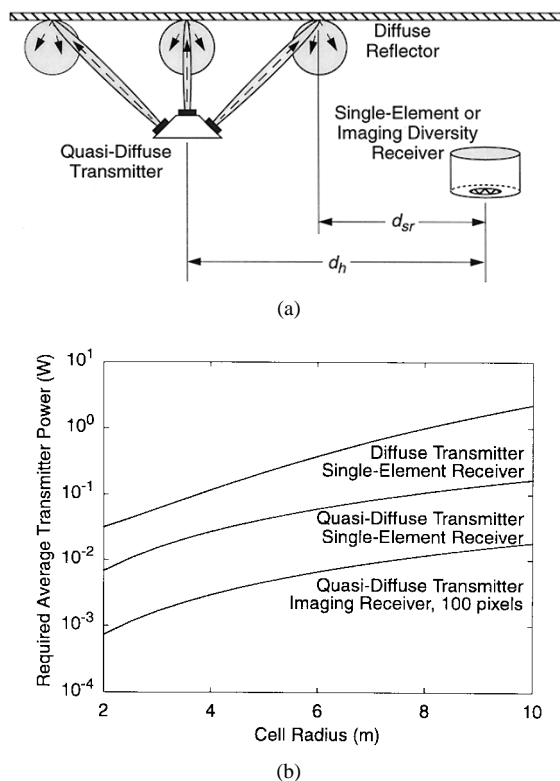 Diffuse
Reflector
Single-Element or
Imaging Diversity
Receiver
Quasi-Diffuse
Transmitter
d_sr
d_h
(a)
Required Average Transmitter Power (W)
10^1
10^0
10^-1
10^-2
10^-3
10^-4
Diffuse Transmitter
Single-Element Receiver
Quasi-Diffuse Transmitter
Single-Element Receiver
Quasi-Diffuse Transmitter
Imaging Receiver, 100 pixels
2 4 6 8 10
Cell Radius (m)
(b)